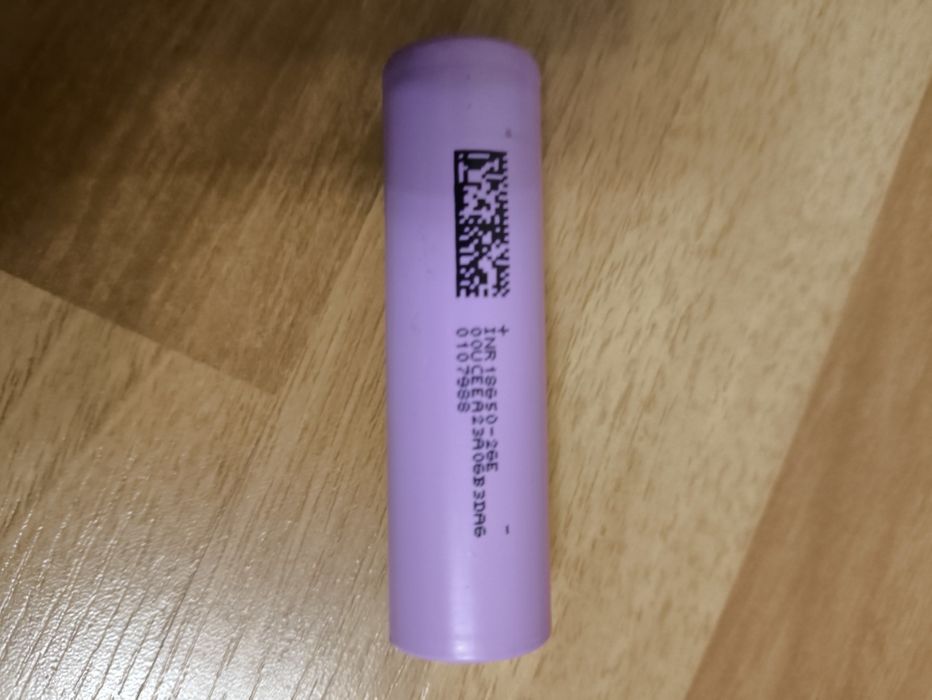 +
INR18650-26E -
00UCEEA23A06B3DA6
0107988